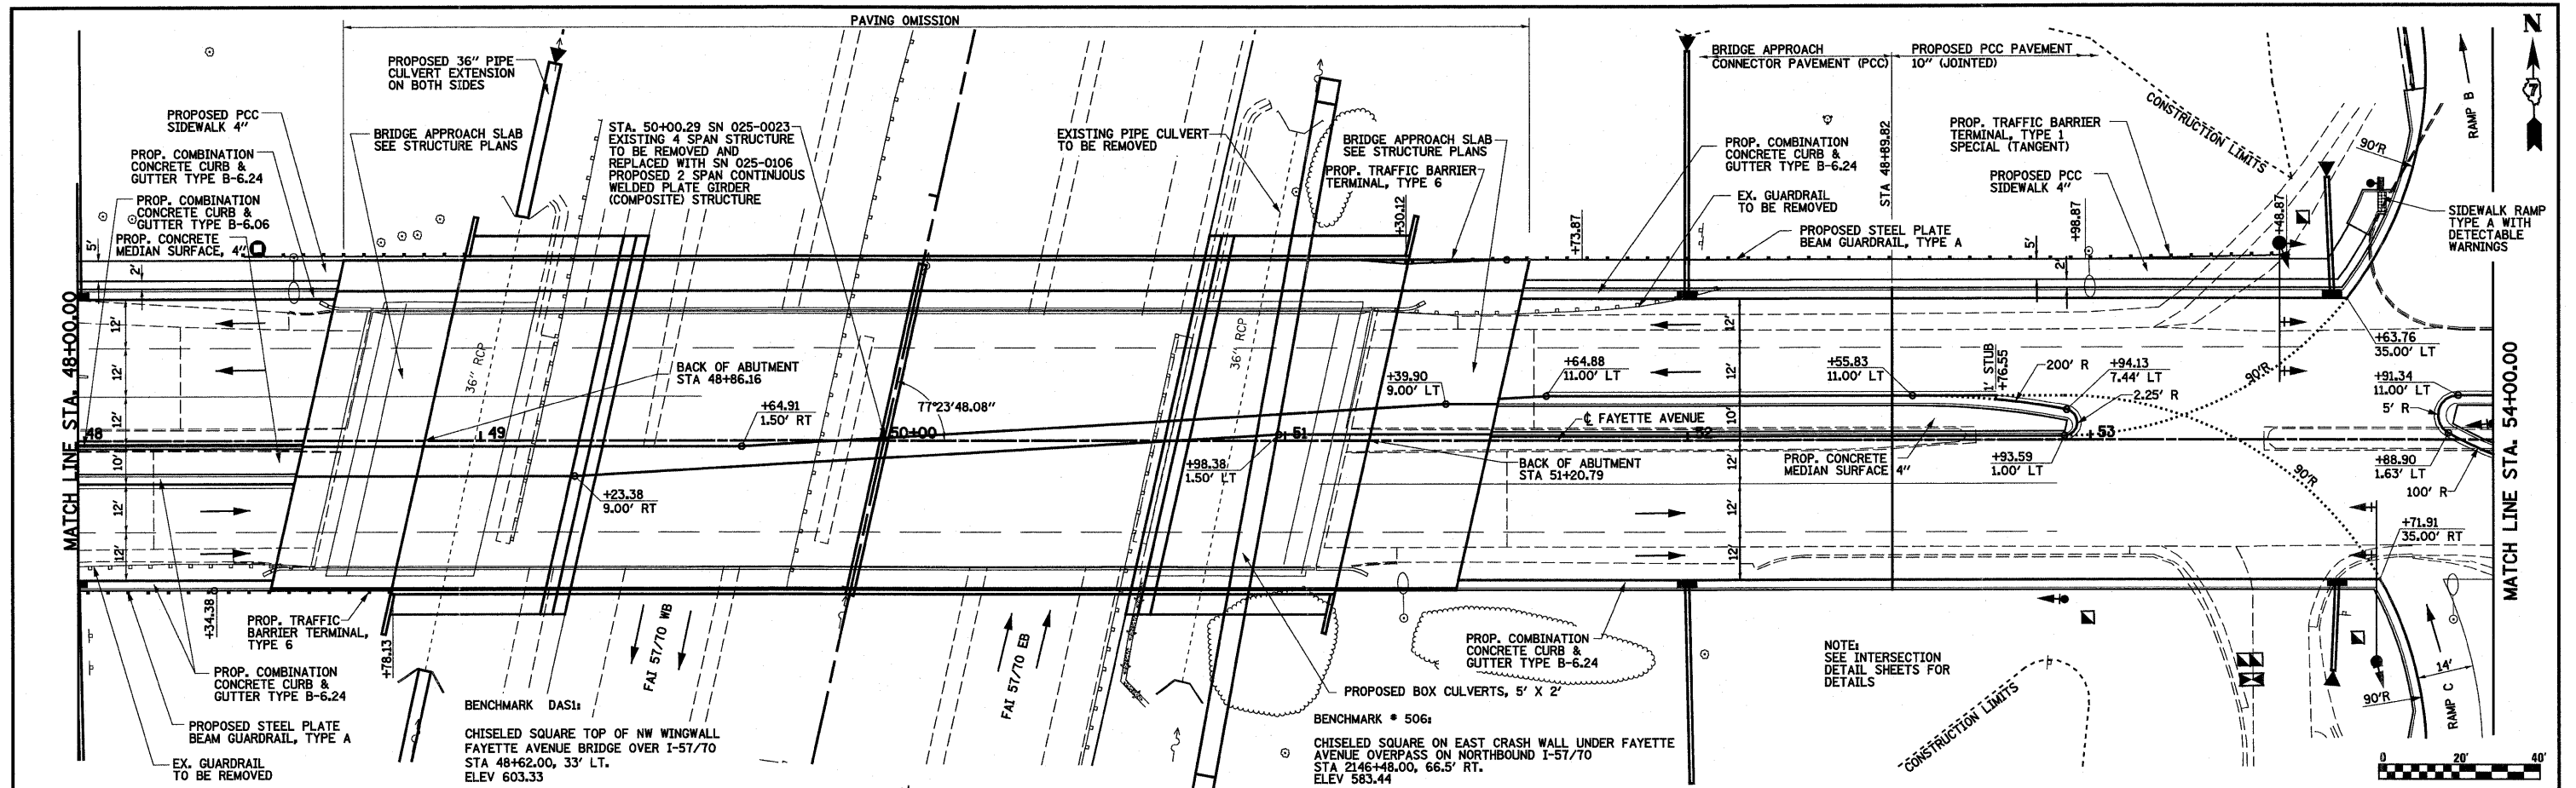 PAVING OMISSION
N
7
PROPOSED 36" PIPE
CULVERT EXTENSION
ON BOTH SIDES
BRIDGE APPROACH
CONNECTOR PAVEMENT (PCC)
PROPOSED PCC PAVEMENT
10" (JOINTED)
STA 48+89.82
CONSTRUCTION LIMITS
RAMP B
90'R
PROPOSED PCC
SIDEWALK 4"
PROP. COMBINATION
CONCRETE CURB &
GUTTER TYPE B-6.24
PROP. COMBINATION
CONCRETE CURB &
GUTTER TYPE B-6.06
PROP. CONCRETE
MEDIAN SURFACE, 4"
BRIDGE APPROACH SLAB
SEE STRUCTURE PLANS
STA. 50+00.29 SN 025-0023
EXISTING 4 SPAN STRUCTURE
TO BE REMOVED AND
REPLACED WITH SN 025-0106
PROPOSED 2 SPAN CONTINUOUS
WELDED PLATE GIRDER
(COMPOSITE) STRUCTURE
EXISTING PIPE CULVERT
TO BE REMOVED
BRIDGE APPROACH SLAB
SEE STRUCTURE PLANS
PROP. TRAFFIC BARRIER
TERMINAL, TYPE 6
+30.12
+73.87
PROP. COMBINATION
CONCRETE CURB &
GUTTER TYPE B-6.24
EX. GUARDRAIL
TO BE REMOVED
PROPOSED STEEL PLATE
BEAM GUARDRAIL, TYPE A
PROP. TRAFFIC BARRIER
TERMINAL, TYPE 1
SPECIAL (TANGENT)
PROPOSED PCC
SIDEWALK 4"
+98.87
+48.87
SIDEWALK RAMP
TYPE A WITH
DETECTABLE
WARNINGS
5'
2'
5'
2'
MATCH LINE STA. 48+00.00
12'
12'
12'
10'
12'
12'
36" RCP
36" RCP
BACK OF ABUTMENT
STA 48+86.16
+64.91
1.50' RT
77°23'48.08"
+39.90
9.00' LT
+64.88
11.00' LT
+55.83
11.00' LT
1' STUB
+76.55
200' R
+94.13
7.44' LT
2.25' R
90'R
+63.76
35.00' LT
+91.34
11.00' LT
5' R
48
49
50+00
51
52
53
℄ FAYETTE AVENUE
12'
12'
10'
12'
12'
12'
+23.38
9.00' RT
+98.38
1.50' LT
BACK OF ABUTMENT
STA 51+20.79
PROP. CONCRETE
MEDIAN SURFACE 4"
+93.59
1.00' LT
90'R
+88.90
1.63' LT
100' R
+71.91
35.00' RT
MATCH LINE STA. 54+00.00
+34.38
PROP. TRAFFIC
BARRIER TERMINAL,
TYPE 6
+78.13
PROP. COMBINATION
CONCRETE CURB &
GUTTER TYPE B-6.24
PROPOSED STEEL PLATE
BEAM GUARDRAIL, TYPE A
EX. GUARDRAIL
TO BE REMOVED
FAI 57/70 WB
FAI 57/70 EB
BENCHMARK DAS1:
CHISELED SQUARE TOP OF NW WINGWALL
FAYETTE AVENUE BRIDGE OVER I-57/70
STA 48+62.00, 33' LT.
ELEV 603.33
PROP. COMBINATION
CONCRETE CURB &
GUTTER TYPE B-6.24
PROPOSED BOX CULVERTS, 5' X 2'
BENCHMARK * 506:
CHISELED SQUARE ON EAST CRASH WALL UNDER FAYETTE
AVENUE OVERPASS ON NORTHBOUND I-57/70
STA 2146+48.00, 66.5' RT.
ELEV 583.44
NOTE:
SEE INTERSECTION
DETAIL SHEETS FOR
DETAILS
CONSTRUCTION LIMITS
90'R
14'
RAMP C
0 20' 40'